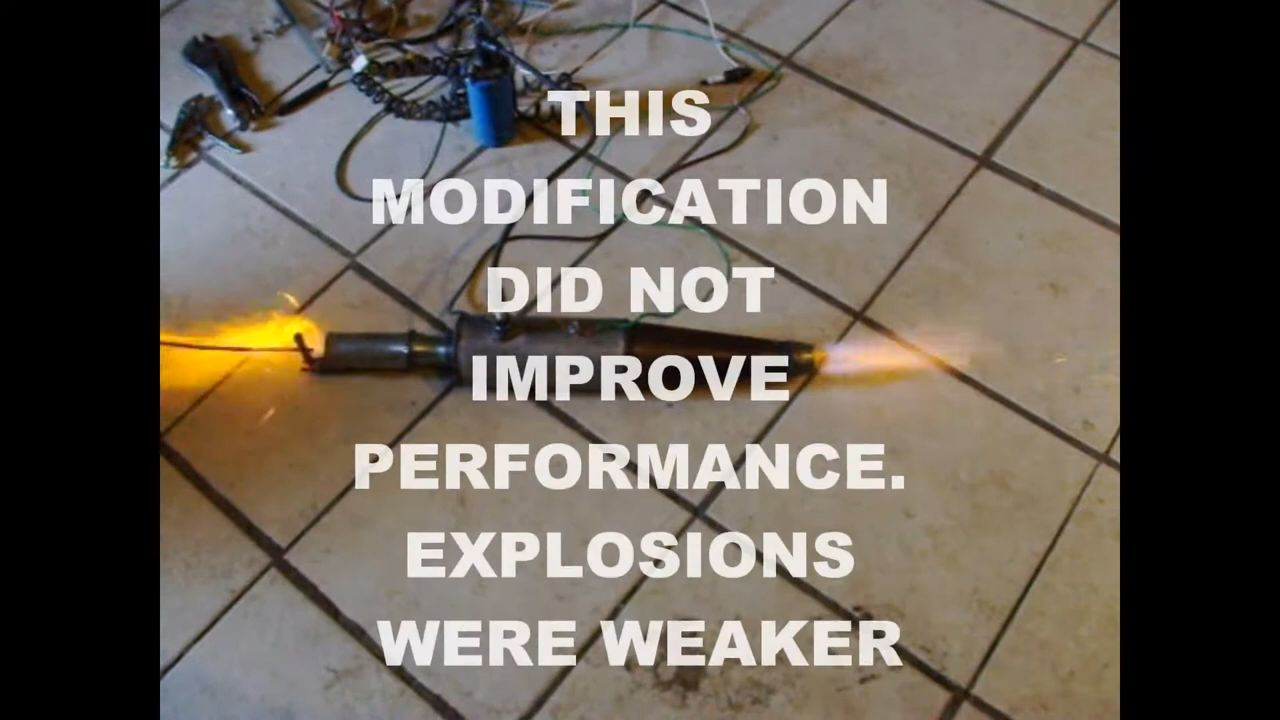 THIS
MODIFICATION
DID NOT
IMPROVE
PERFORMANCE.
EXPLOSIONS
WERE WEAKER